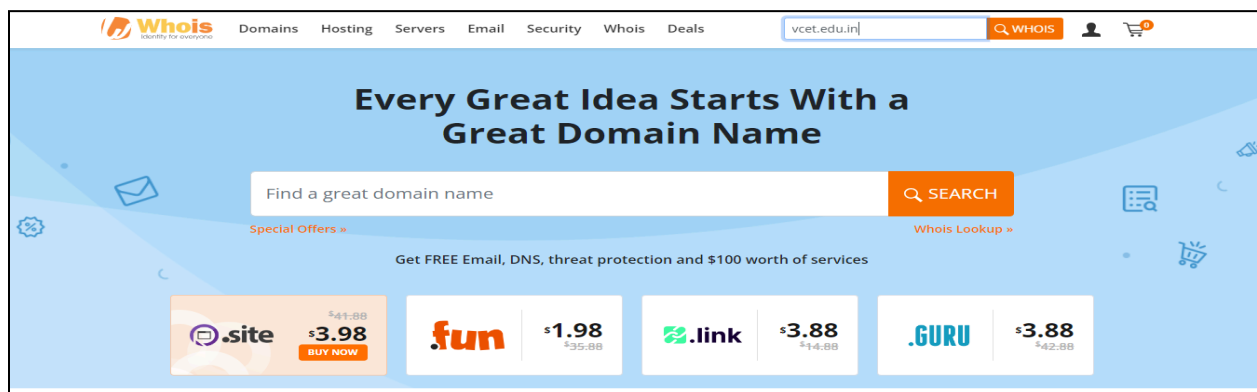 Whois
Identity for everyone
Domains Hosting Servers Email Security Whois Deals
vcet.edu.in
WHOIS
0
Every Great Idea Starts With a
Great Domain Name
Find a great domain name
SEARCH
Special Offers »
Whois Lookup »
Get FREE Email, DNS, threat protection and $100 worth of services
.site
$41.88
$3.98
BUY NOW
.fun
$1.98
$35.88
.link
$3.88
$14.88
.GURU
$3.88
$42.88